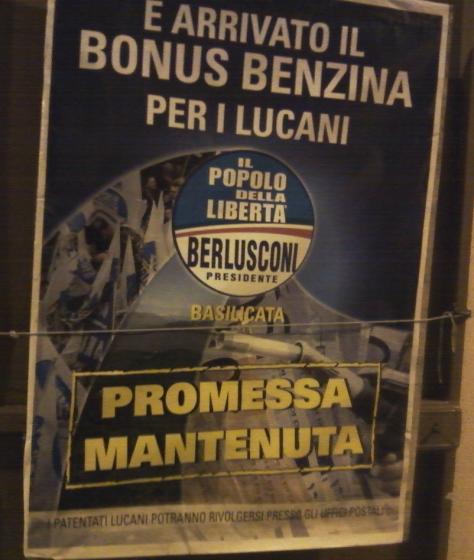 E ARRIVATO IL
BONUS BENZINA
PER I LUCANI
IL
POPOLO
DELLA
LIBERTA'
BERLUSCONI
PRESIDENTE
BASILICATA
PROMESSA
MANTENUTA
I PATENTATI LUCANI POTRANNO RIVOLGERSI PRESSO GLI UFFICI POSTALI